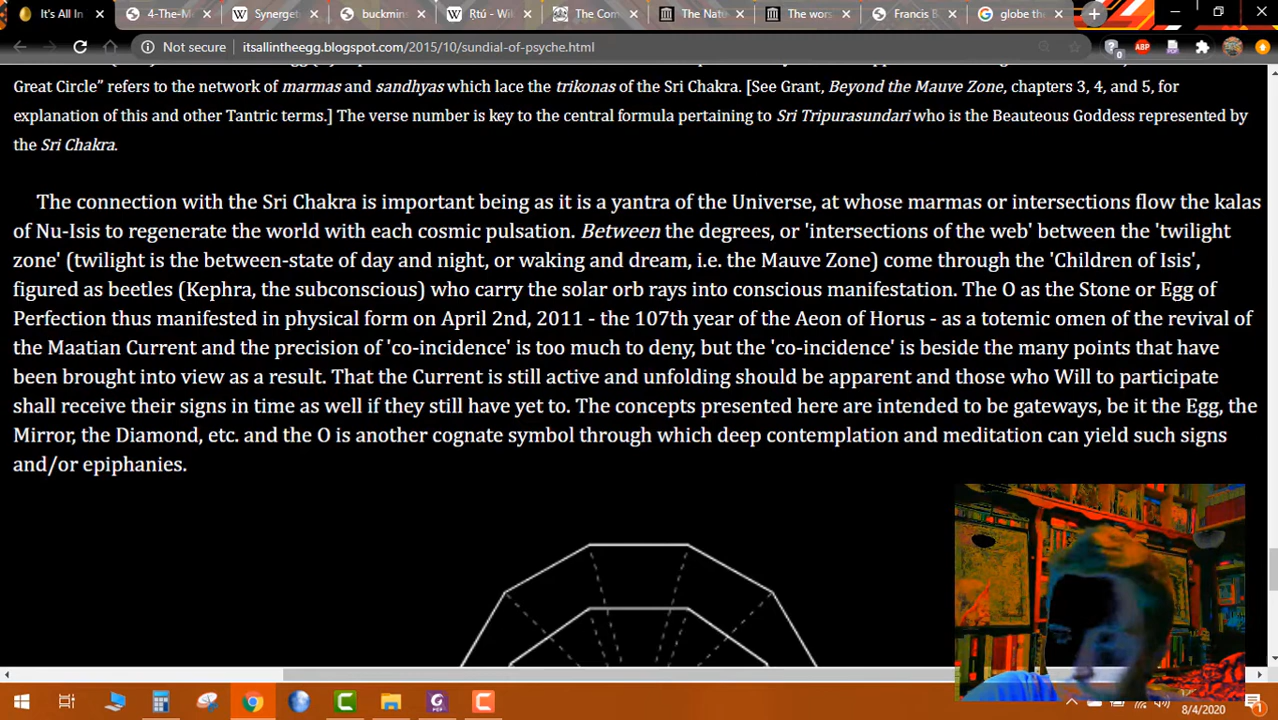 It's All In
4-The-M
Synerget
buckmin
Ṛtú - Wil
The Com
The Nat
The wors
Francis B
globe the
Not secure
itsallintheegg.blogspot.com/2015/10/sundial-of-psyche.html
ABP
0
Great Circle” refers to the network of marmas and sandhyas which lace the trikonas of the Sri Chakra. [See Grant, Beyond the Mauve Zone, chapters 3, 4, and 5, for
explanation of this and other Tantric terms.] The verse number is key to the central formula pertaining to Sri Tripurasundari who is the Beauteous Goddess represented by
the Sri Chakra.
The connection with the Sri Chakra is important being as it is a yantra of the Universe, at whose marmas or intersections flow the kalas
of Nu-Isis to regenerate the world with each cosmic pulsation. Between the degrees, or 'intersections of the web' between the 'twilight
zone' (twilight is the between-state of day and night, or waking and dream, i.e. the Mauve Zone) come through the 'Children of Isis',
figured as beetles (Kephra, the subconscious) who carry the solar orb rays into conscious manifestation. The O as the Stone or Egg of
Perfection thus manifested in physical form on April 2nd, 2011 - the 107th year of the Aeon of Horus - as a totemic omen of the revival of
the Maatian Current and the precision of 'co-incidence' is too much to deny, but the 'co-incidence' is beside the many points that have
been brought into view as a result. That the Current is still active and unfolding should be apparent and those who Will to participate
shall receive their signs in time as well if they still have yet to. The concepts presented here are intended to be gateways, be it the Egg, the
Mirror, the Diamond, etc. and the O is another cognate symbol through which deep contemplation and meditation can yield such signs
and/or epiphanies.
8/4/2020
1